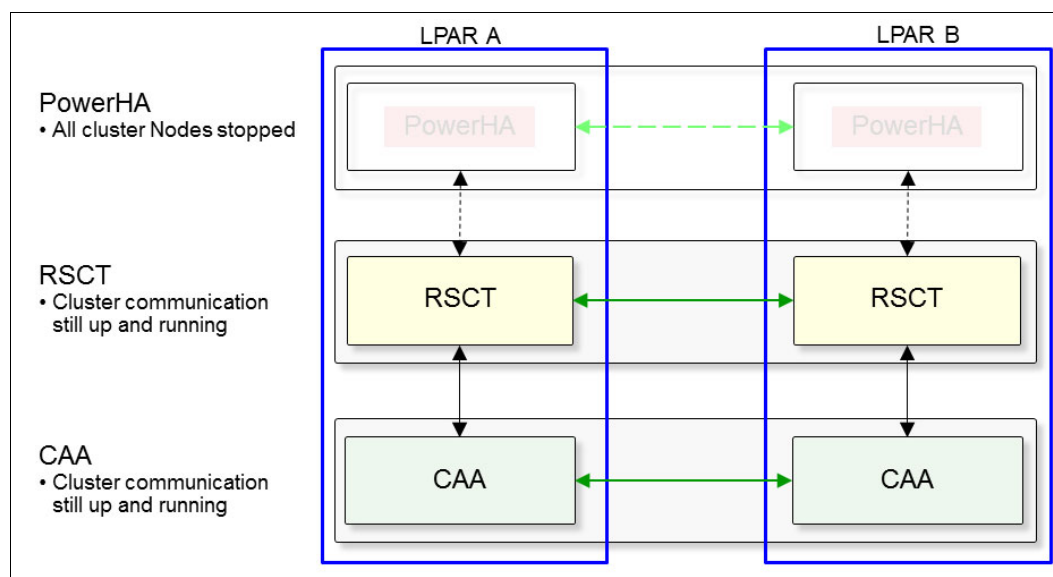 LPAR A
LPAR B
PowerHA
• All cluster Nodes stopped
PowerHA
PowerHA
RSCT
• Cluster communication
still up and running
RSCT
RSCT
CAA
• Cluster communication
still up and running
CAA
CAA